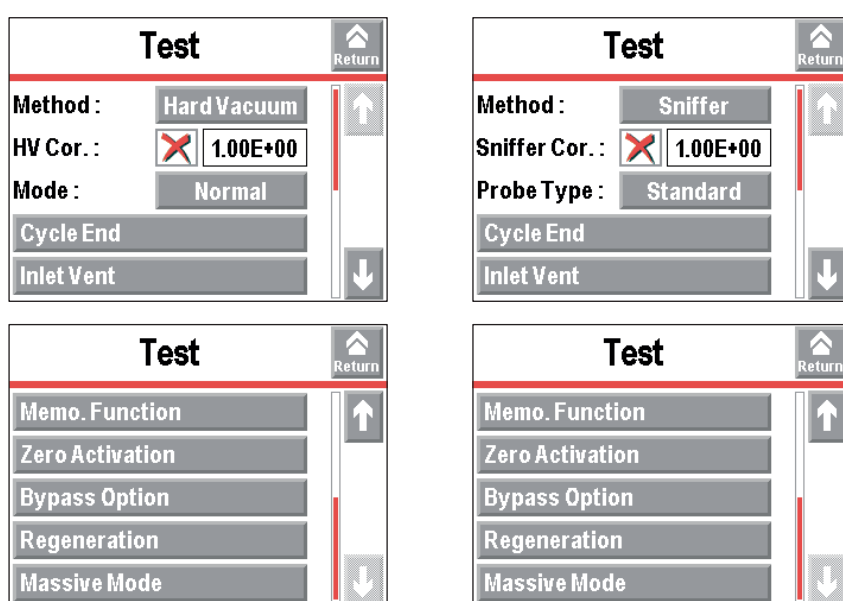 Test
Return
Method : Hard Vacuum
HV Cor. : 1.00E+00
Mode : Normal
Cycle End
Inlet Vent
Test
Return
Method : Sniffer
Sniffer Cor. : 1.00E+00
Probe Type : Standard
Cycle End
Inlet Vent
Test
Return
Memo. Function
Zero Activation
Bypass Option
Regeneration
Massive Mode
Test
Return
Memo. Function
Zero Activation
Bypass Option
Regeneration
Massive Mode